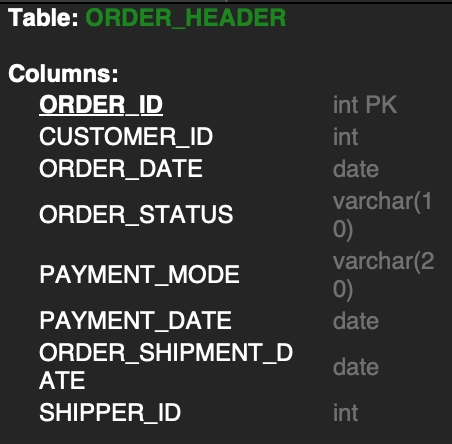 Table: ORDER_HEADER
Columns:
ORDER_ID int PK
CUSTOMER_ID int
ORDER_DATE date
ORDER_STATUS varchar(1
0)
PAYMENT_MODE varchar(2
0)
PAYMENT_DATE date
ORDER_SHIPMENT_D
ATE date
SHIPPER_ID int